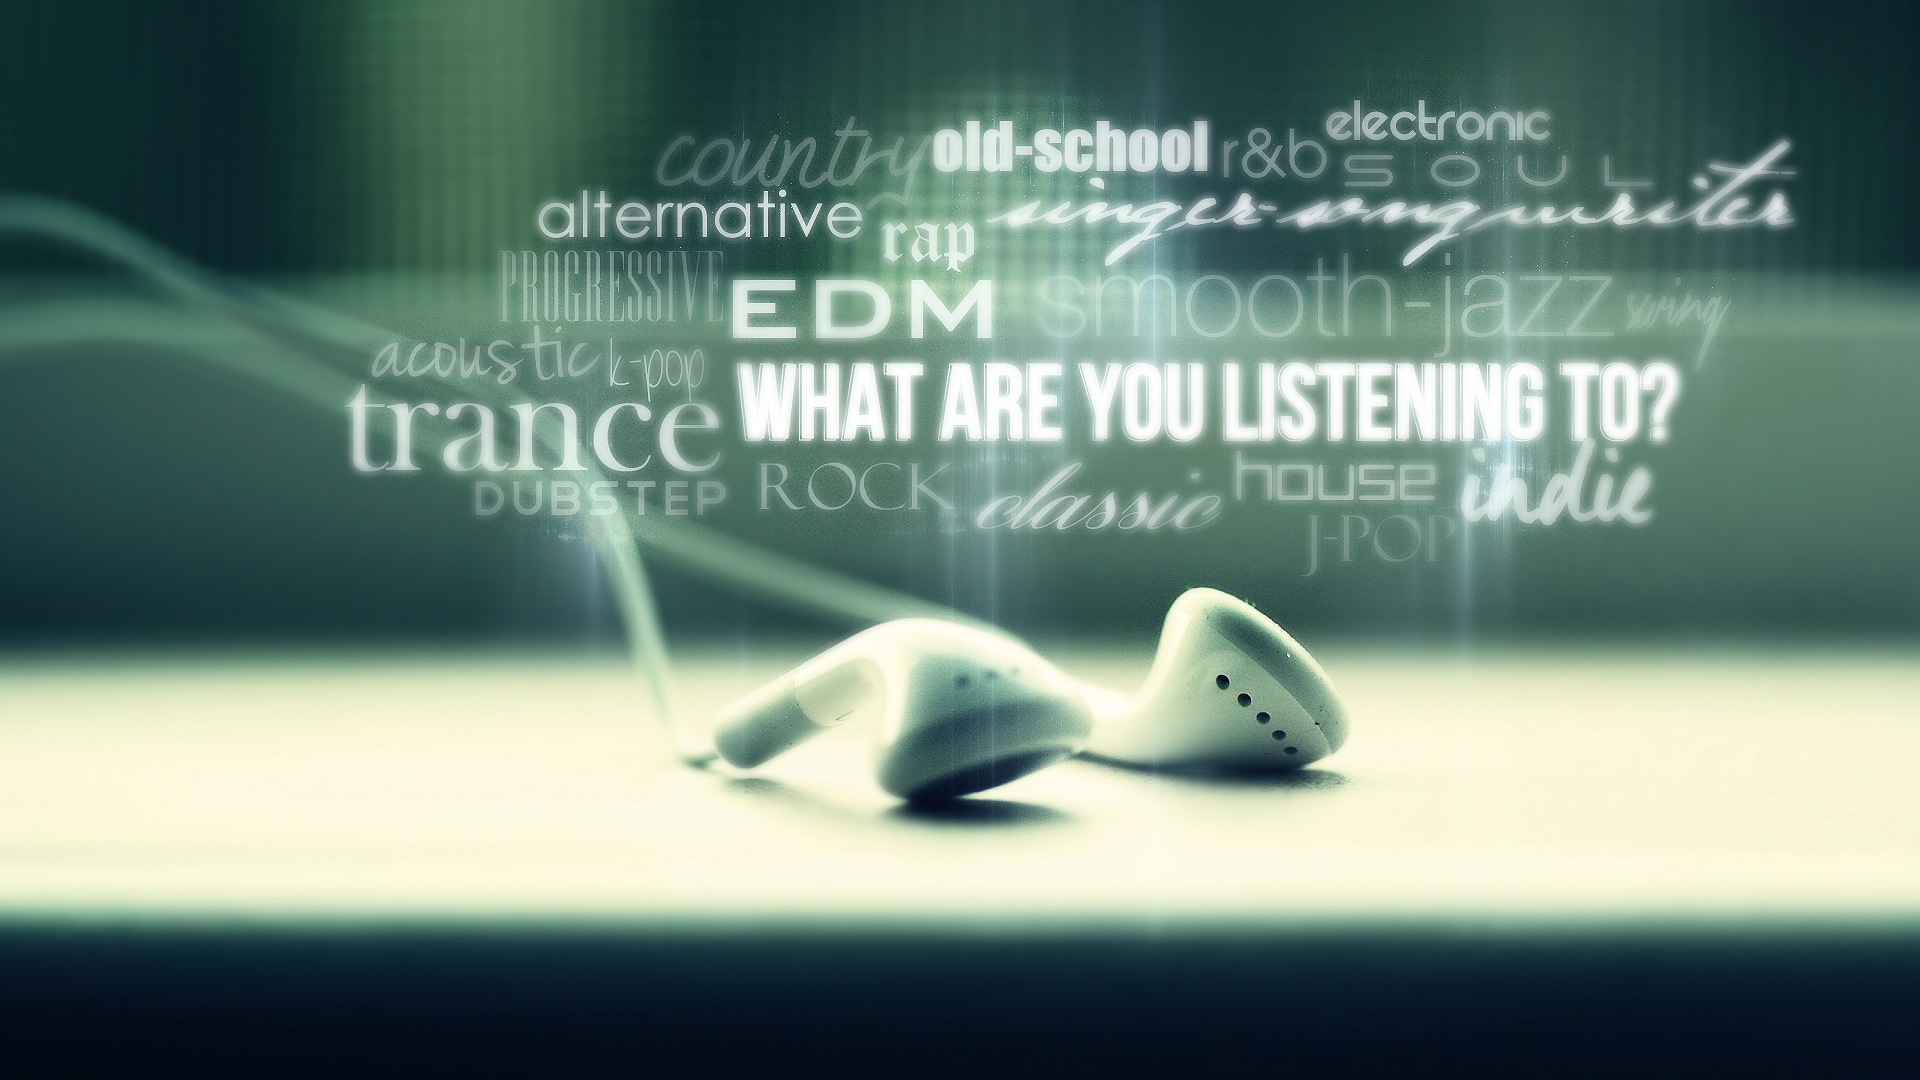 country old-school r&b electronic
SOUL
alternative rap singer-songwriter
PROGRESSIVE EDM smooth-jazz swing
acoustic k-pop
trance WHAT ARE YOU LISTENING TO?
DUBSTEP ROCK classic house indie
J-POP